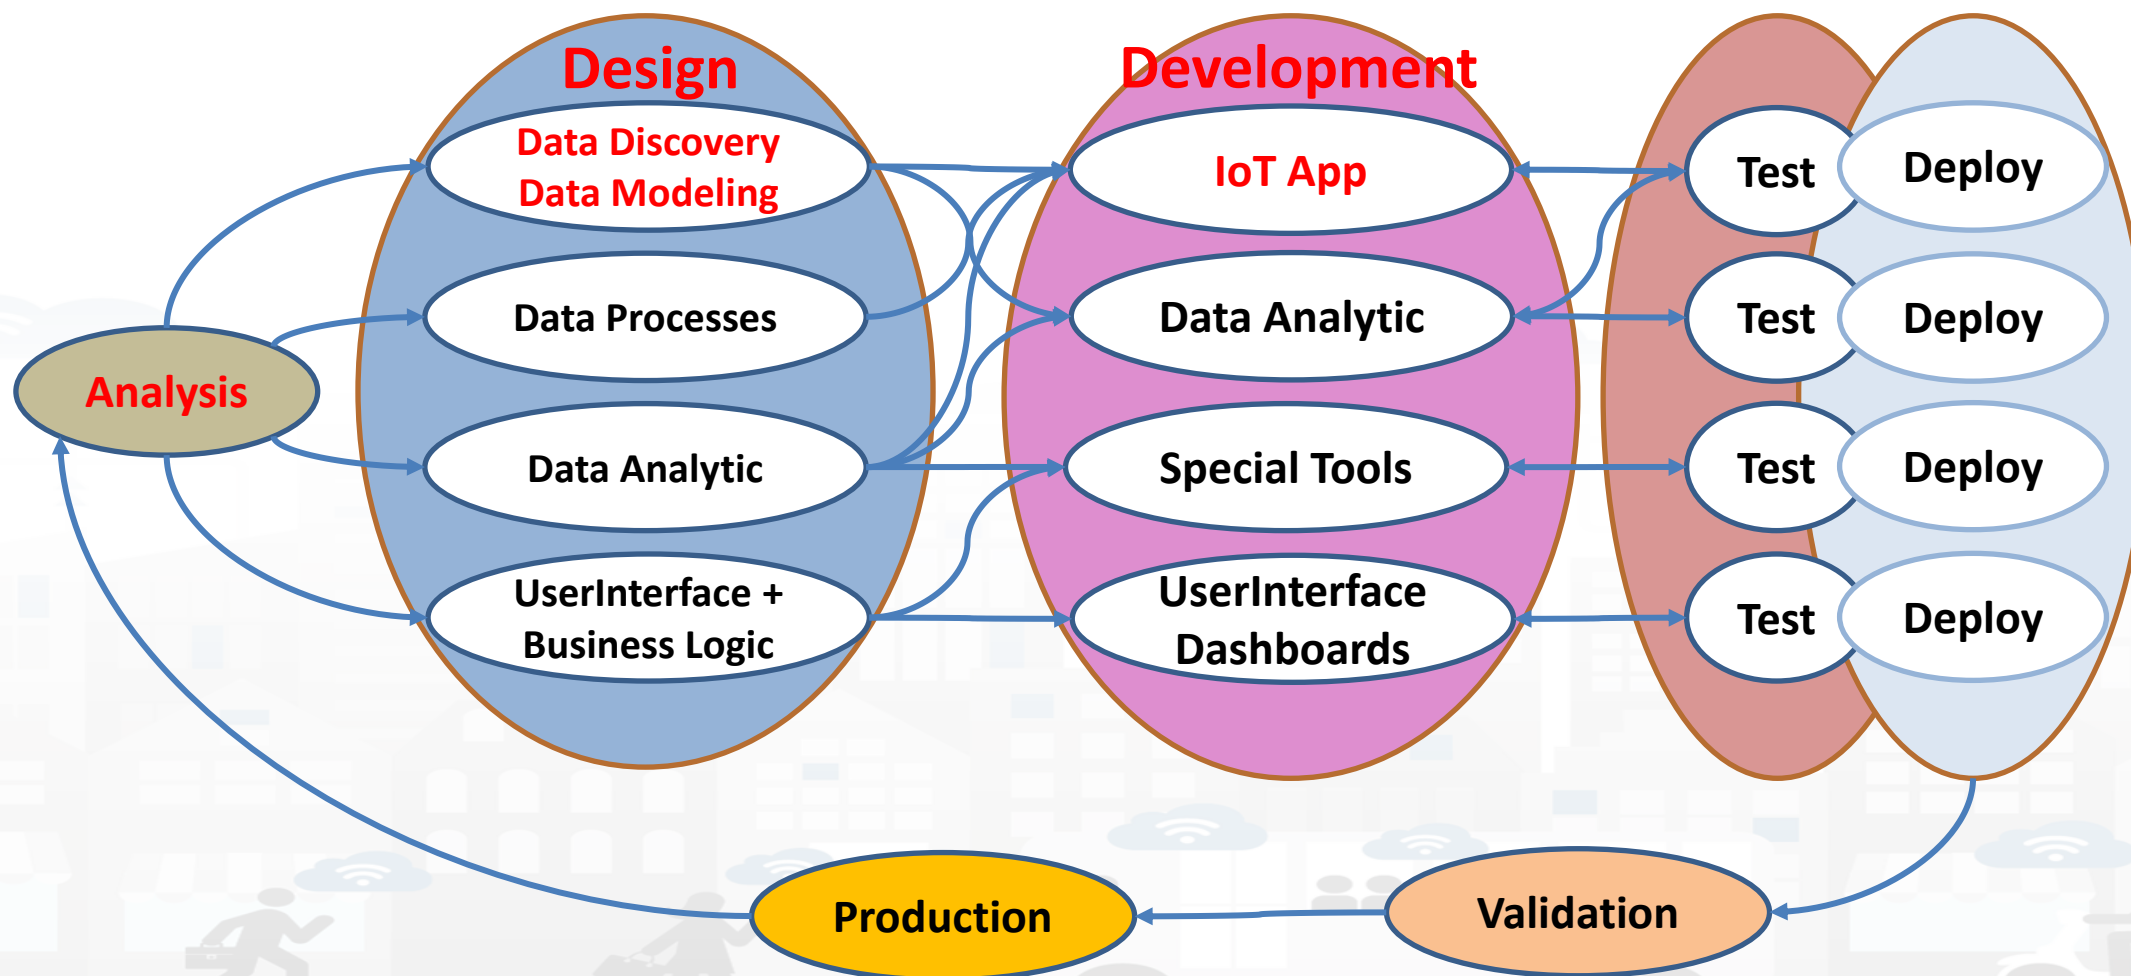 Design
Development
Data Discovery
Data Modeling
IoT App
Test
Deploy
Data Processes
Data Analytic
Test
Deploy
Analysis
Data Analytic
Special Tools
Test
Deploy
UserInterface +
Business Logic
UserInterface
Dashboards
Test
Deploy
Production
Validation